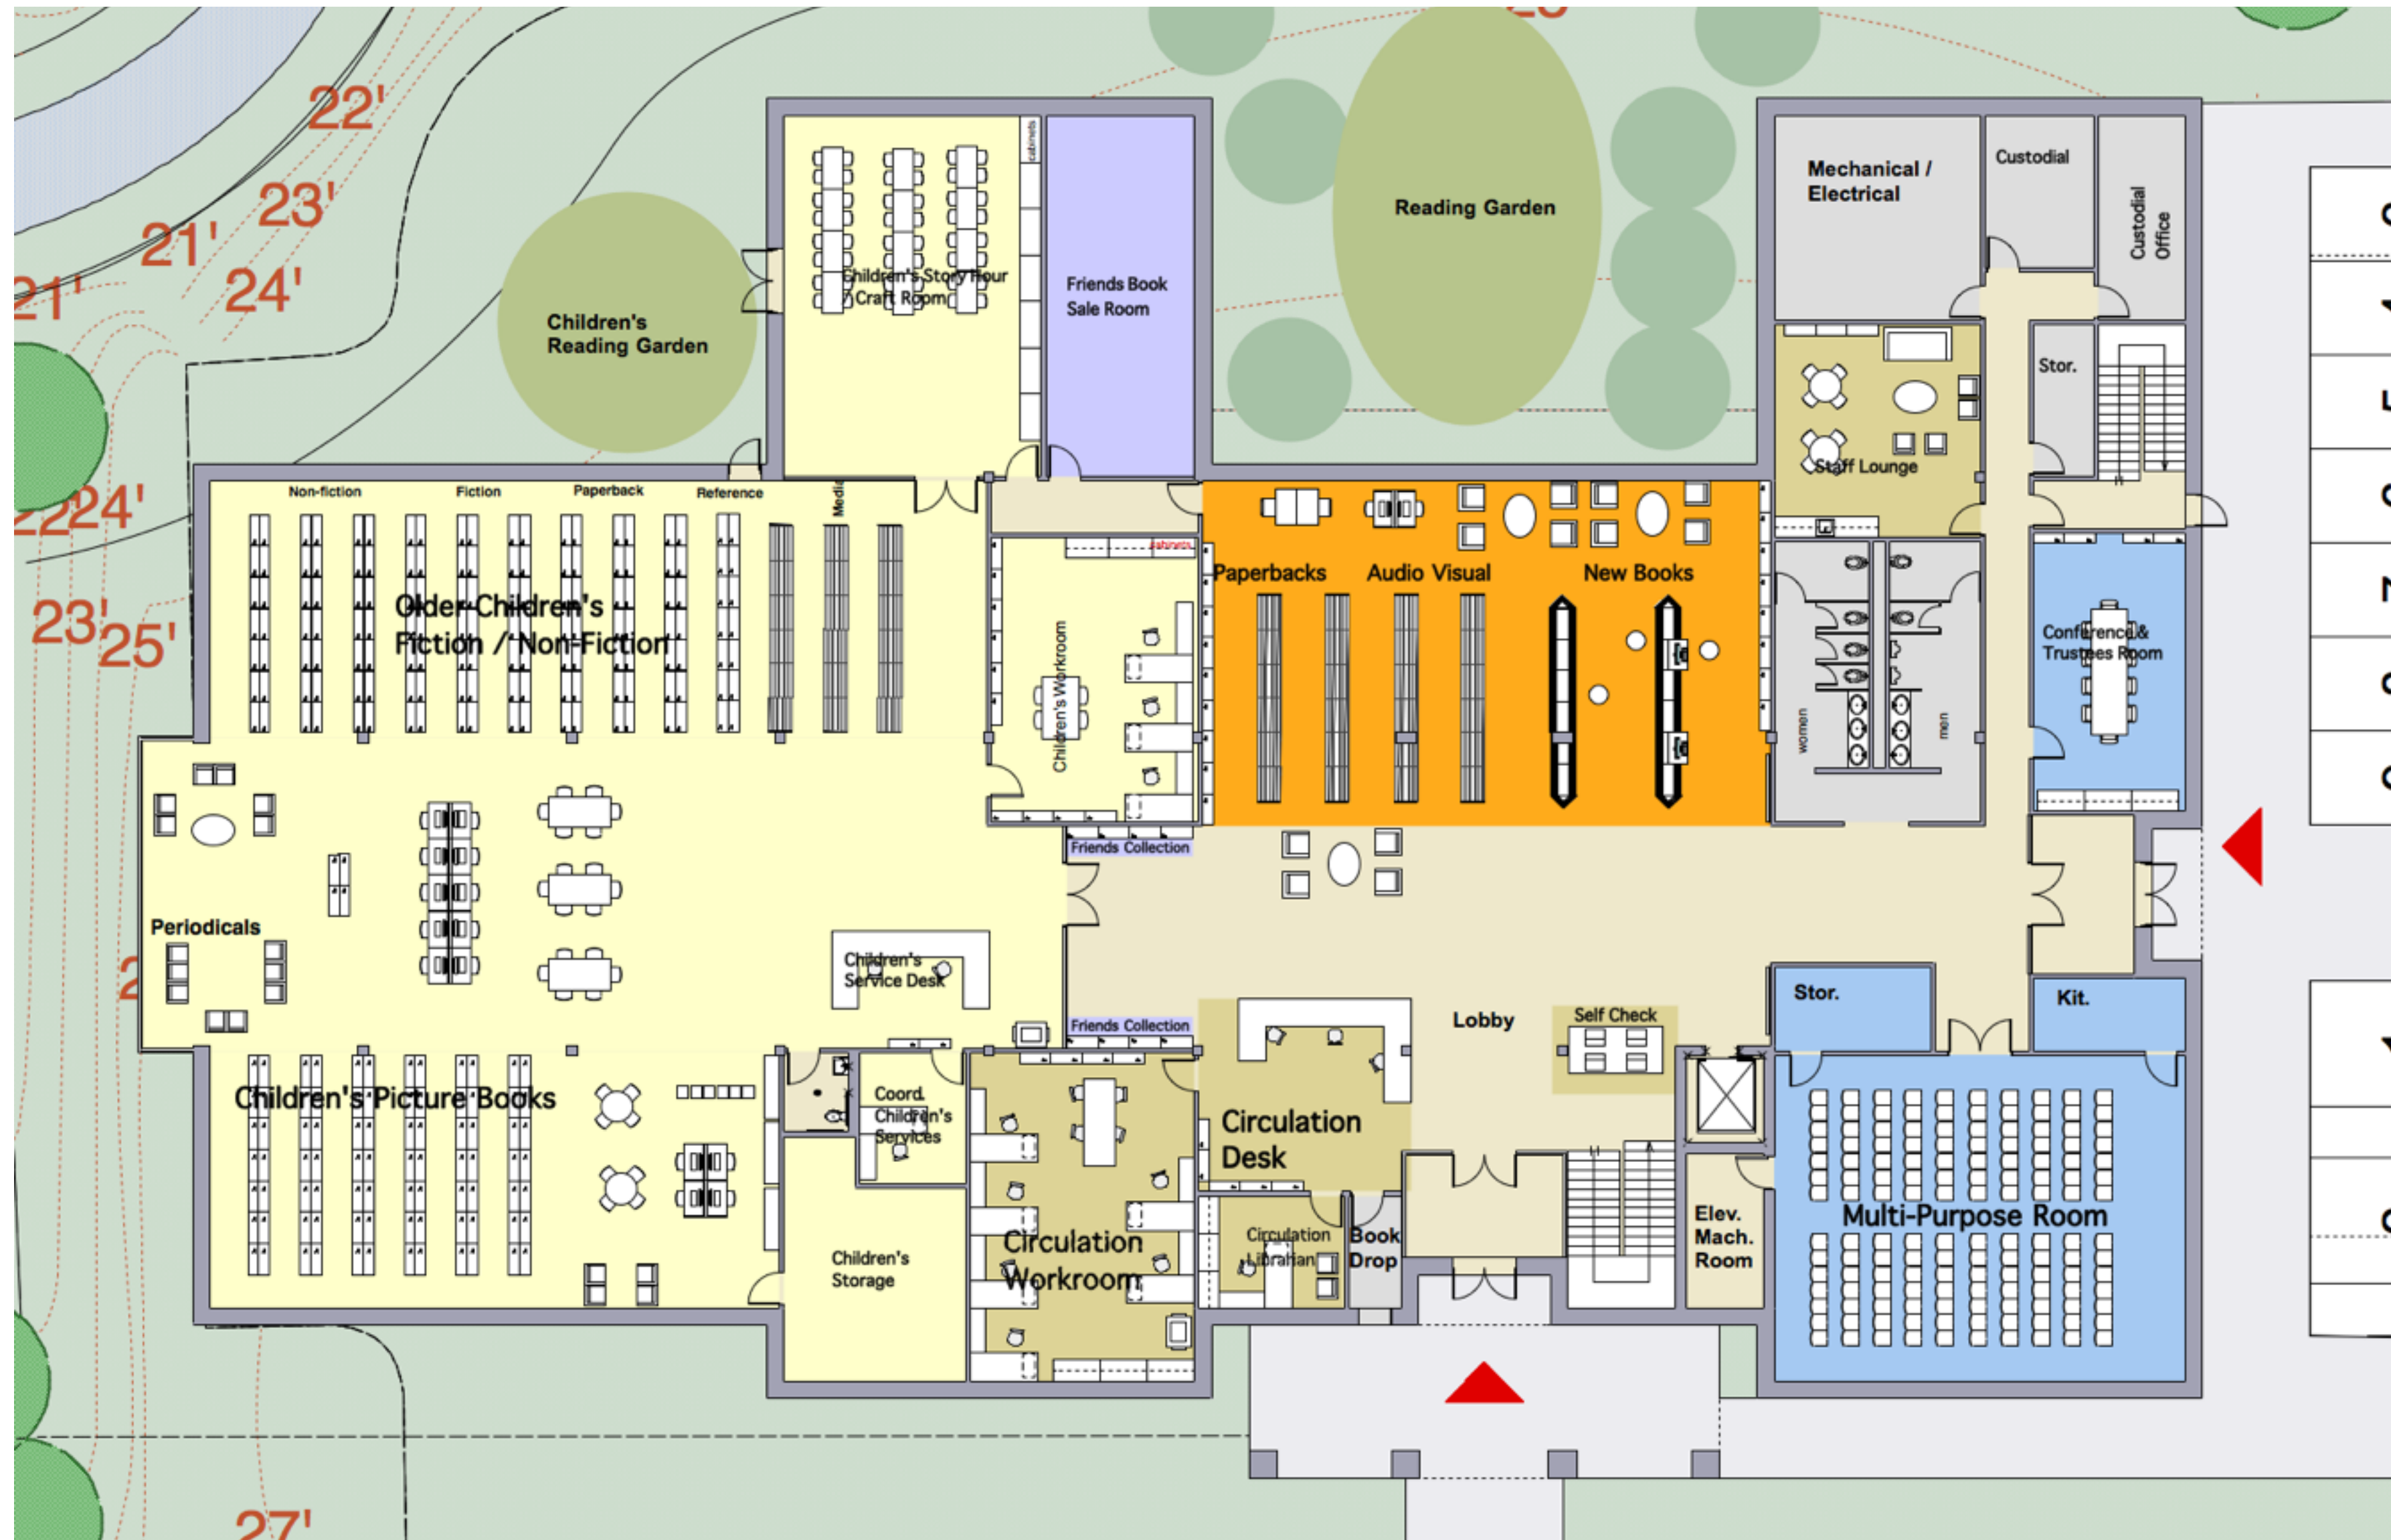 22'
23'
21'
24'
21'
24'
23'
25'
27'
Children's
Reading Garden
cabinets
Children's Story Hour
/ Craft Room
Friends Book
Sale Room
Reading Garden
Mechanical /
Electrical
Custodial
Custodial
Office
Stor.
Staff Lounge
Non-fiction
Fiction
Paperback
Reference
Media
Older Children's
Fiction / Non-Fiction
cabinets
Children's Workroom
Paperbacks
Audio Visual
New Books
women
men
Conference &
Trustees Room
Friends Collection
Periodicals
Children's
Service Desk
Friends Collection
Lobby
Self Check
Stor.
Kit.
Children's Picture Books
Coord.
Children's
Services
Circulation
Desk
Children's
Storage
Circulation
Workroom
Circulation
Librarian
Book
Drop
Elev.
Mach.
Room
Multi-Purpose Room